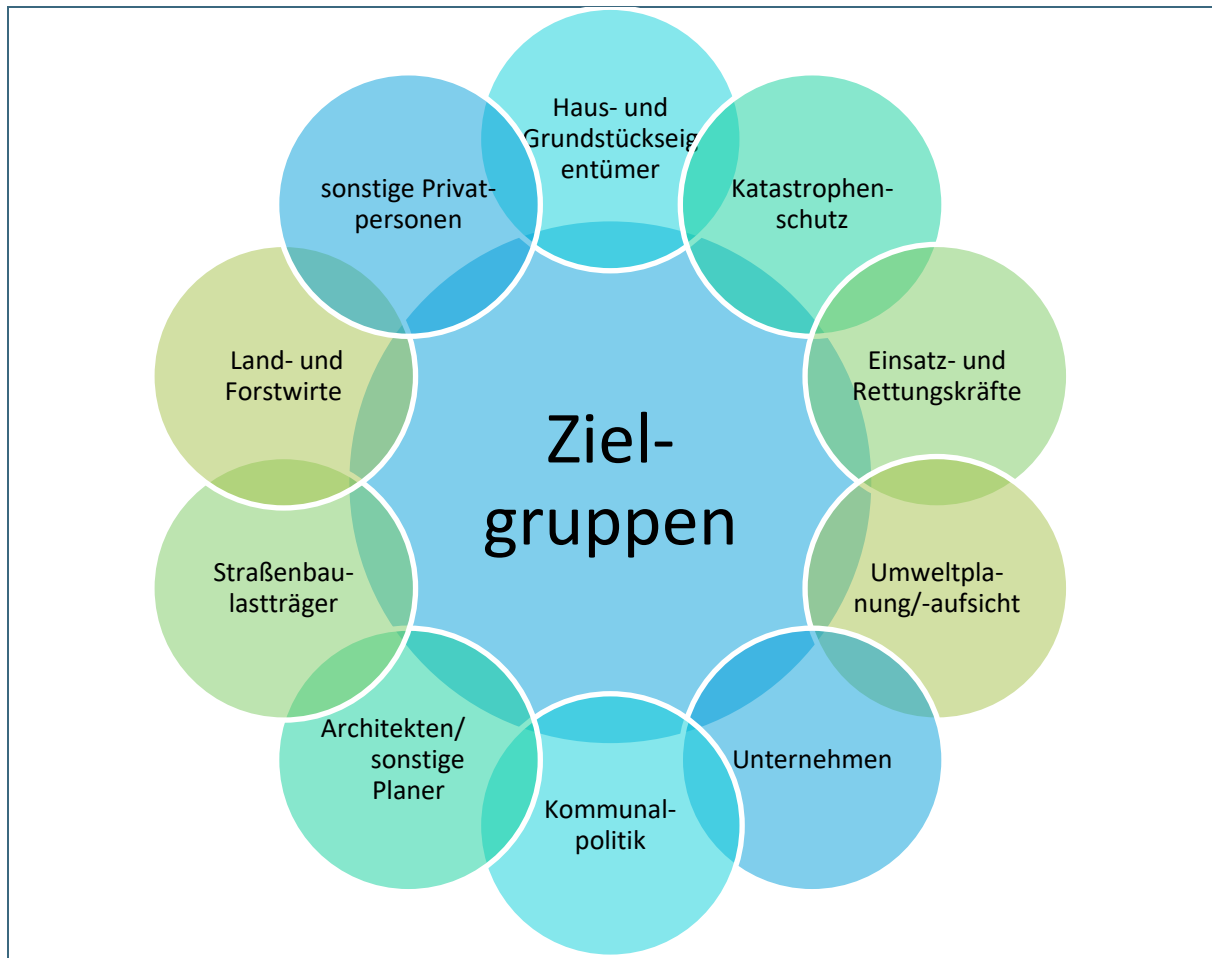 Haus- und
Grundstückseig
entümer
Katastrophen-
schutz
Einsatz- und
Rettungskräfte
Umweltpla-
nung/-aufsicht
Unternehmen
Kommunal-
politik
Architekten/
sonstige
Planer
Straßenbau-
lastträger
Land- und
Forstwirte
sonstige Privat-
personen
Ziel-
gruppen